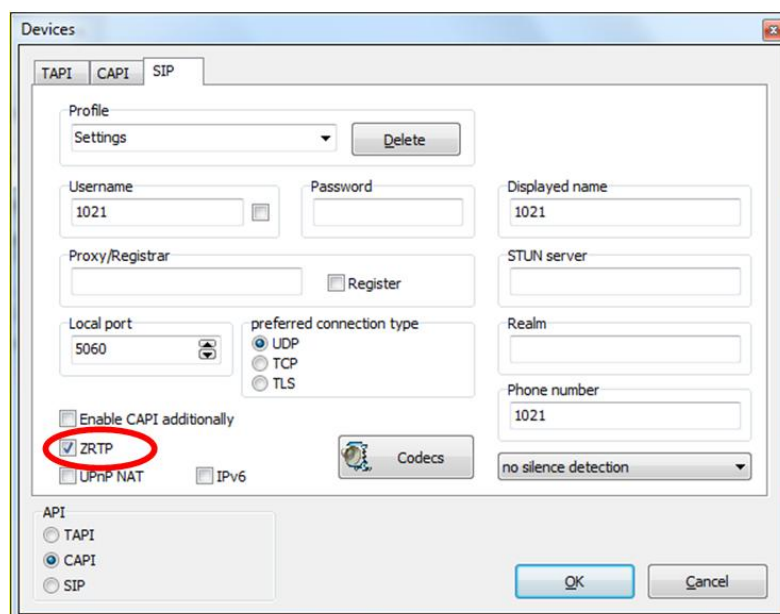 Devices
TAPI CAPI SIP
Profile
Settings Delete
Username Password Displayed name
1021 1021
Proxy/Registrar STUN server
Register
Local port preferred connection type Realm
5060 UDP
TCP
TLS
Phone number
Enable CAPI additionally 1021
ZRTP Codecs
UPnP NAT IPv6 no silence detection
API
TAPI
CAPI
SIP OK Cancel